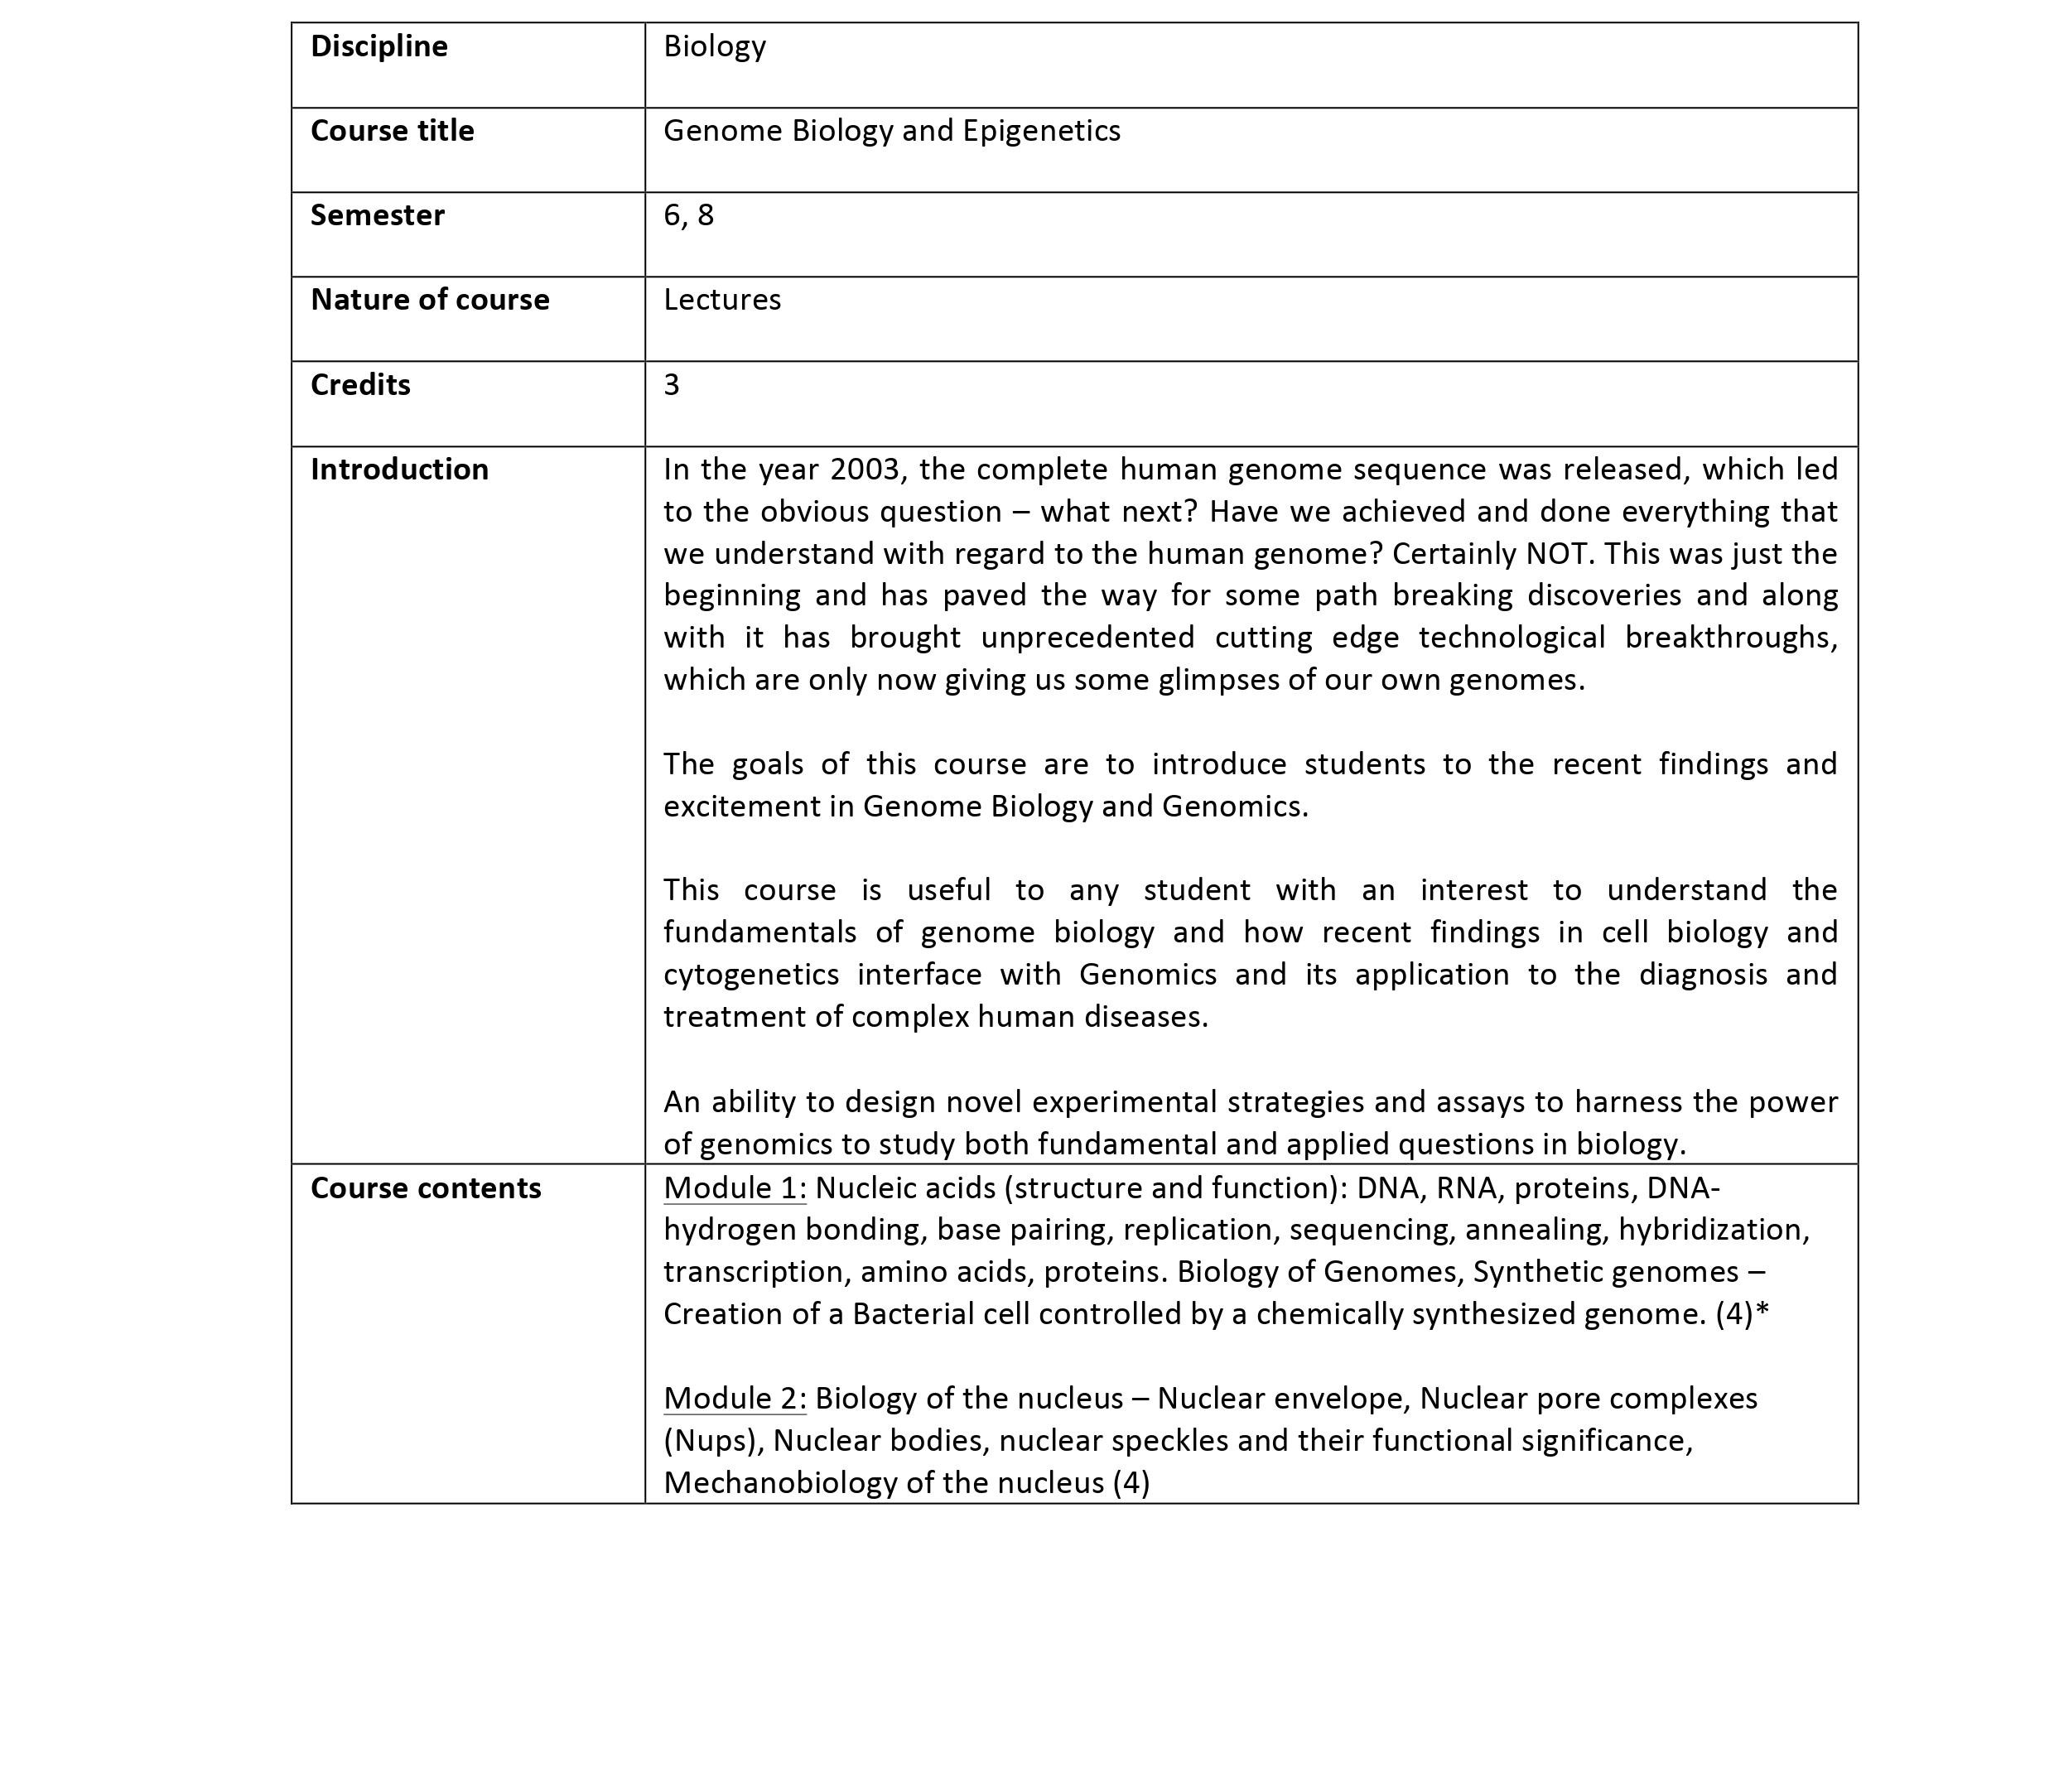 Discipline
Biology
Course title
Genome Biology and Epigenetics
Semester
6, 8
Nature of course
Lectures
Credits
3
Introduction
In the year 2003, the complete human genome sequence was released, which led
to the obvious question – what next? Have we achieved and done everything that
we understand with regard to the human genome? Certainly NOT. This was just the
beginning and has paved the way for some path breaking discoveries and along
with it has brought unprecedented cutting edge technological breakthroughs,
which are only now giving us some glimpses of our own genomes.
The goals of this course are to introduce students to the recent findings and
excitement in Genome Biology and Genomics.
This course is useful to any student with an interest to understand the
fundamentals of genome biology and how recent findings in cell biology and
cytogenetics interface with Genomics and its application to the diagnosis and
treatment of complex human diseases.
An ability to design novel experimental strategies and assays to harness the power
of genomics to study both fundamental and applied questions in biology.
Course contents
Module 1: Nucleic acids (structure and function): DNA, RNA, proteins, DNA-
hydrogen bonding, base pairing, replication, sequencing, annealing, hybridization,
transcription, amino acids, proteins. Biology of Genomes, Synthetic genomes –
Creation of a Bacterial cell controlled by a chemically synthesized genome. (4)*
Module 2: Biology of the nucleus – Nuclear envelope, Nuclear pore complexes
(Nups), Nuclear bodies, nuclear speckles and their functional significance,
Mechanobiology of the nucleus (4)